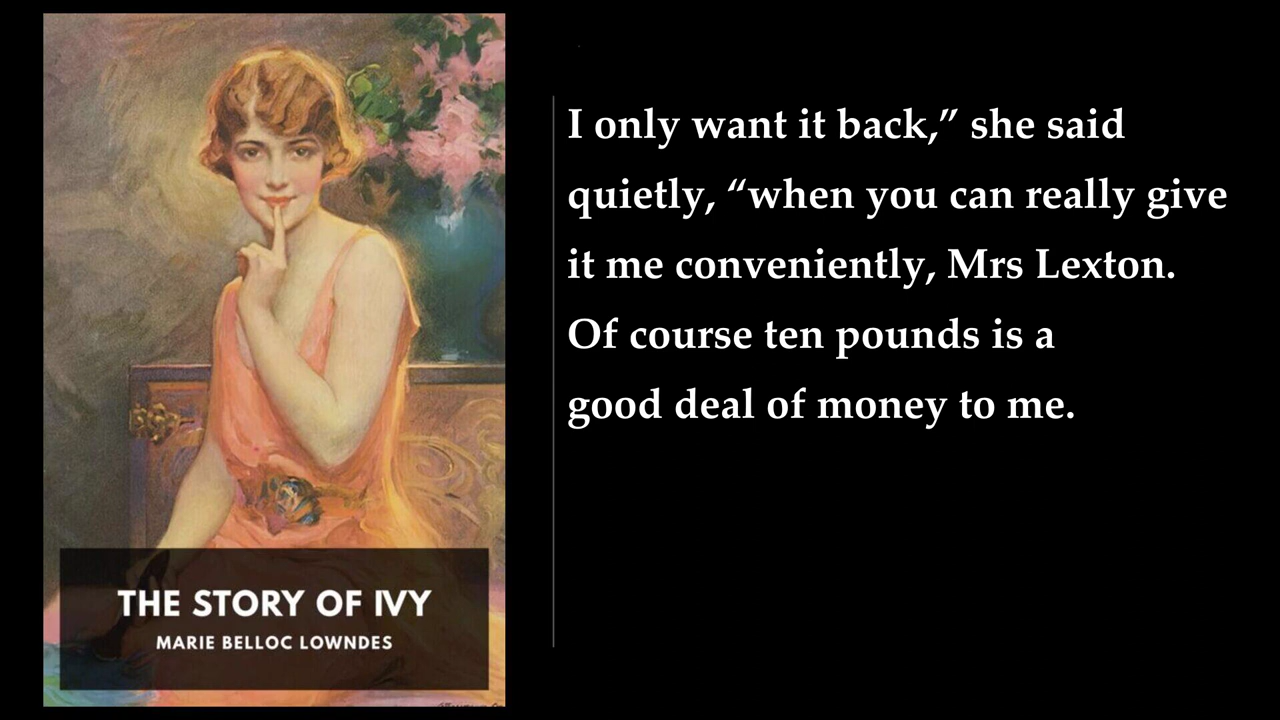 THE STORY OF IVY
MARIE BELLOC LOWNDES
I only want it back,” she said
quietly, “when you can really give
it me conveniently, Mrs Lexton.
Of course ten pounds is a
good deal of money to me.